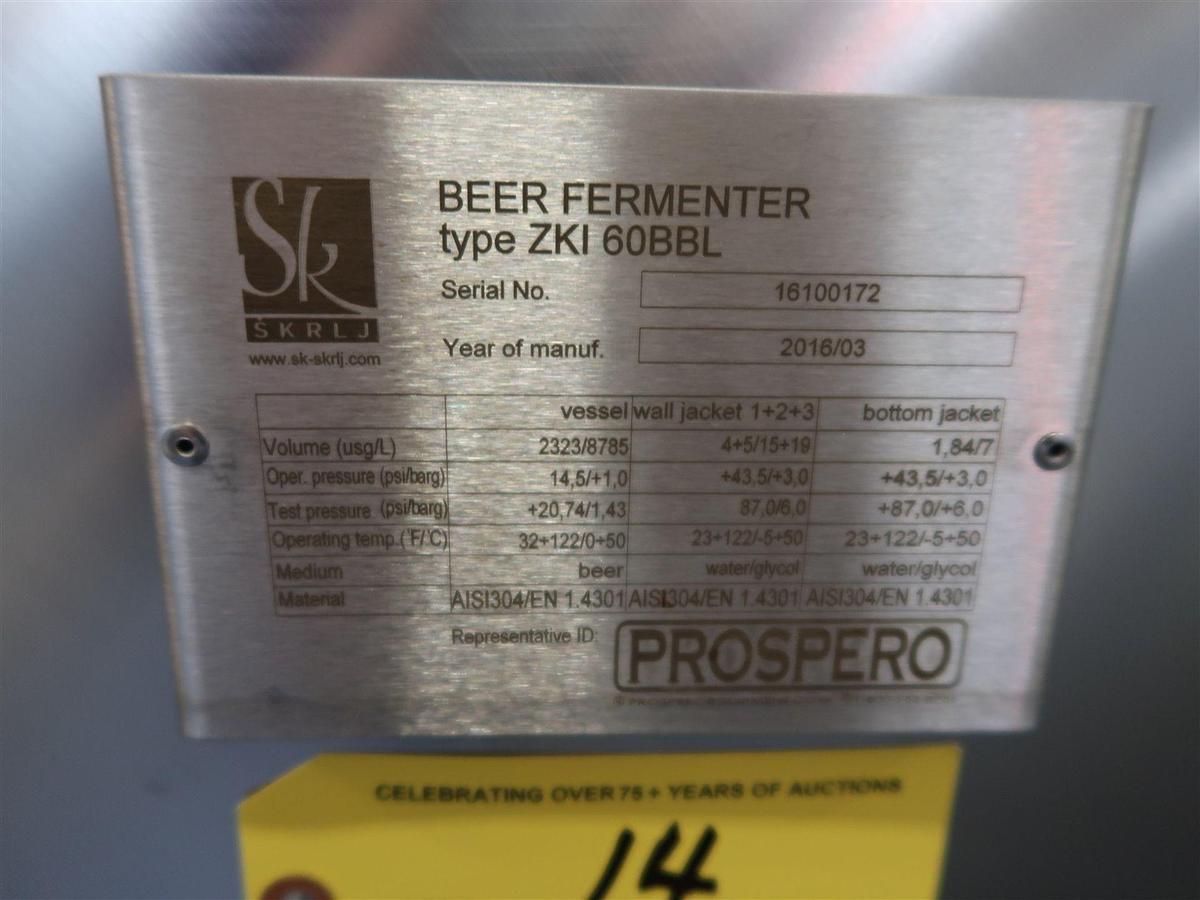 Sk
ŠKRLJ
www.sk-skrlj.com
BEER FERMENTER
type ZKI 60BBL
Serial No. 16100172
Year of manuf. 2016/03
vessel wall jacket 1+2+3 bottom jacket
Volume (usg/L) 2323/8785 4+5/15+19 1,84/7
Oper. pressure (psi/barg) 14,5/+1,0 +43,5/+3,0 +43,5/+3,0
Test pressure (psi/barg) +20,74/1,43 87,0/6,0 +87,0/+6,0
Operating temp.(°F/°C) 32÷122/0÷50 23÷122/-5÷50 23÷122/-5÷50
Medium beer water/glycol water/glycol
Material AISI304/EN 1.4301 AISI304/EN 1.4301 AISI304/EN 1.4301
Representative ID: PROSPERO
CELEBRATING OVER 75+ YEARS OF AUCTIONS
14